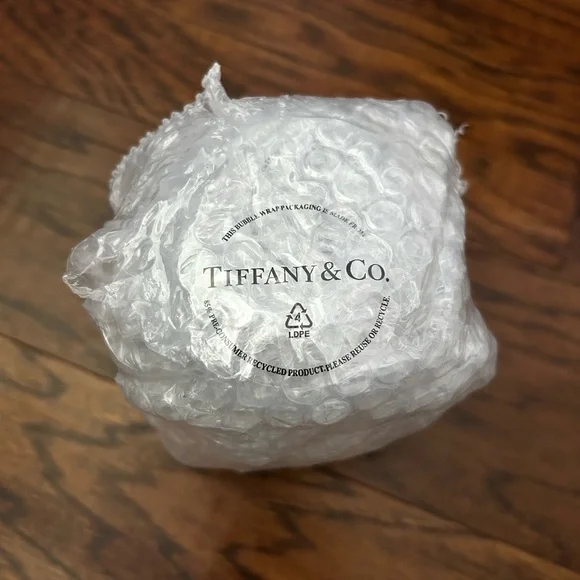 THIS BUBBLE WRAP PACKAGING IS MADE FROM
TIFFANY & CO.
4
LDPE
85% PRE-CONSUMER RECYCLED PRODUCT.PLEASE REUSE OR RECYCLE.